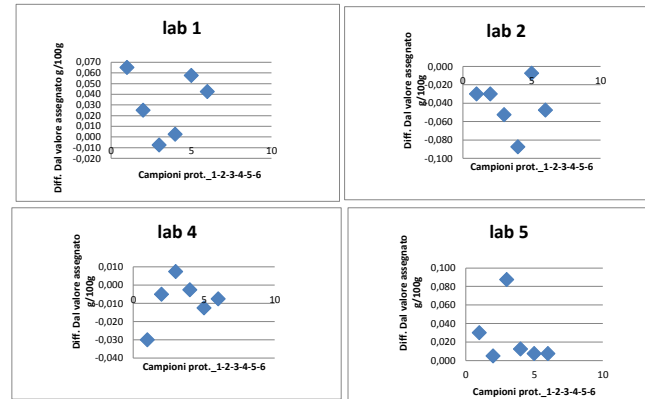 lab 1
Diff. Dal valore assegnato g/100g
0,070
0,060
0,050
0,040
0,030
0,020
0,010
0,000
-0,010
-0,020
0
5
10
Campioni prot._1-2-3-4-5-6
lab 2
Diff. Dal valore assegnato
g/100g
0,000
-0,020
-0,040
-0,060
-0,080
-0,100
0
5
10
Campioni prot._1-2-3-4-5-6
lab 4
Diff. Dal valore assegnato
g/100g
0,010
0,000
-0,010
-0,020
-0,030
-0,040
0
5
10
Campioni prot._1-2-3-4-5-6
lab 5
Diff. Dal valore assegnato
g/100g
0,100
0,080
0,060
0,040
0,020
0,000
0
5
10
Campioni prot._1-2-3-4-5-6